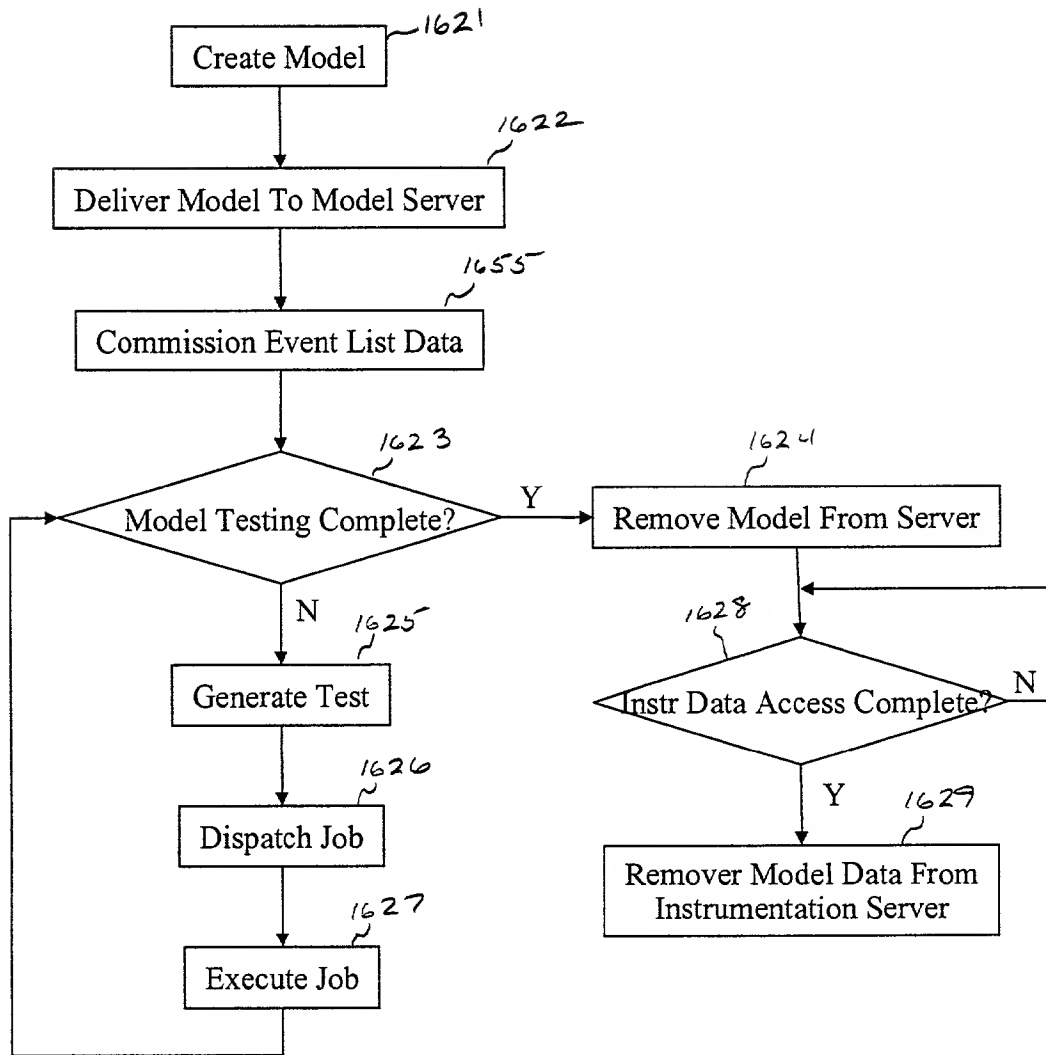 1621
Create Model
1622
Deliver Model To Model Server
1655
Commission Event List Data
1623
Model Testing Complete?
Y
N
1624
Remove Model From Server
1628
Instr Data Access Complete?
N
Y
1625
Generate Test
1626
Dispatch Job
1627
Execute Job
1629
Remover Model Data From
Instrumentation Server